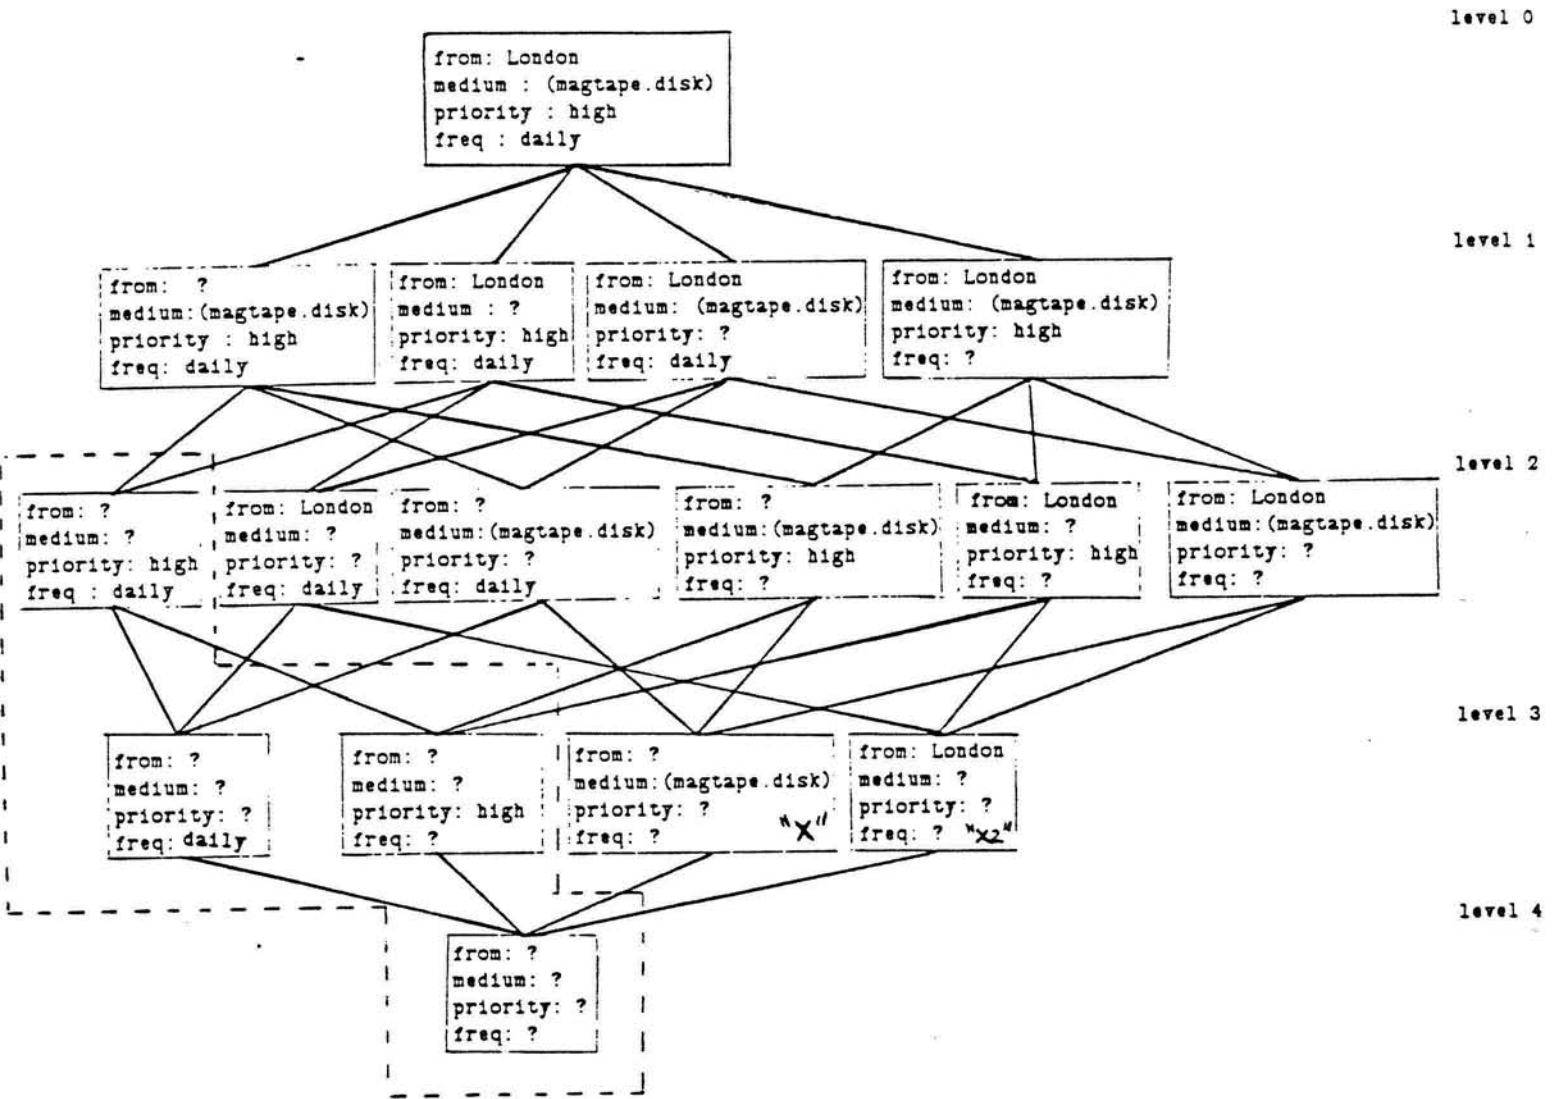 level 0
from: London
medium : (magtape.disk)
priority : high
freq : daily
level 1
from: ?
medium:(magtape.disk)
priority : high
freq: daily
from: London
medium : ?
priority: high
freq: daily
from: London
medium: (magtape.disk)
priority: ?
freq: daily
from: London
medium: (magtape.disk)
priority: high
freq: ?
level 2
from: ?
medium: ?
priority: high
freq : daily
from: London
medium: ?
priority: ?
freq: daily
from: ?
medium:(magtape.disk)
priority: ?
freq: daily
from: ?
medium:(magtape.disk)
priority: high
freq: ?
from: London
medium: ?
priority: high
freq: ?
from: London
medium:(magtape.disk)
priority: ?
freq: ?
level 3
from: ?
medium: ?
priority: ?
freq: daily
from: ?
medium: ?
priority: high
freq: ?
from: ?
medium:(magtape.disk)
priority: ?
freq: ? "X"
from: London
medium: ?
priority: ?
freq: ? "X2"
level 4
from: ?
medium: ?
priority: ?
freq: ?